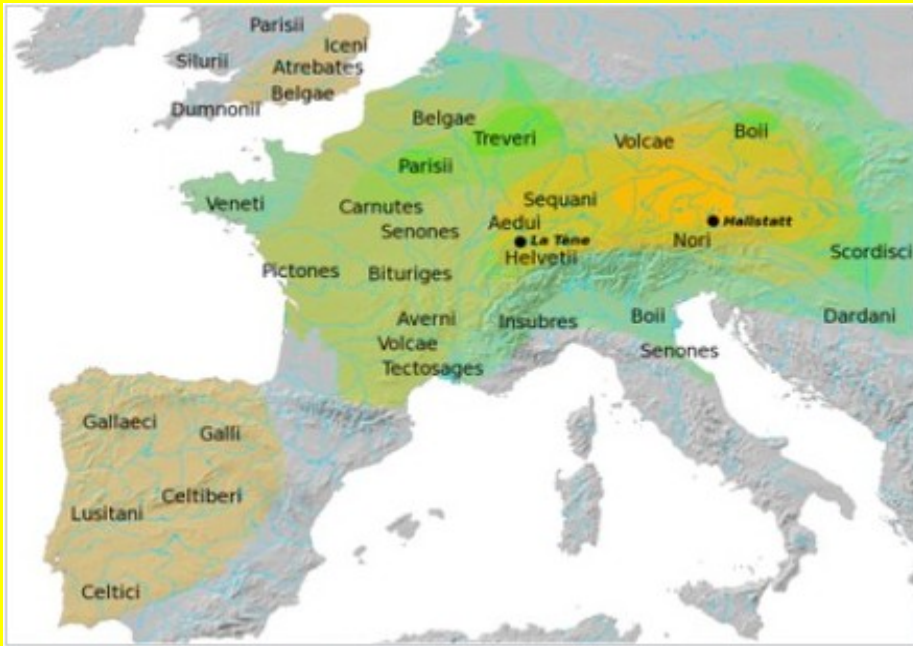 Parisii
Iceni
Silurii
Atrebates
Belgae
Dumnonii
Belgae
Treveri
Volcae
Boii
Parisii
Veneti
Carnutes
Sequani
Senones
Aedui
Hallstatt
La Tène
Nori
Helvetii
Scordisci
Pictones
Bituriges
Averni
Insubres
Boii
Dardani
Volcae
Tectosages
Senones
Gallaeci
Galli
Celtiberi
Lusitani
Celtici